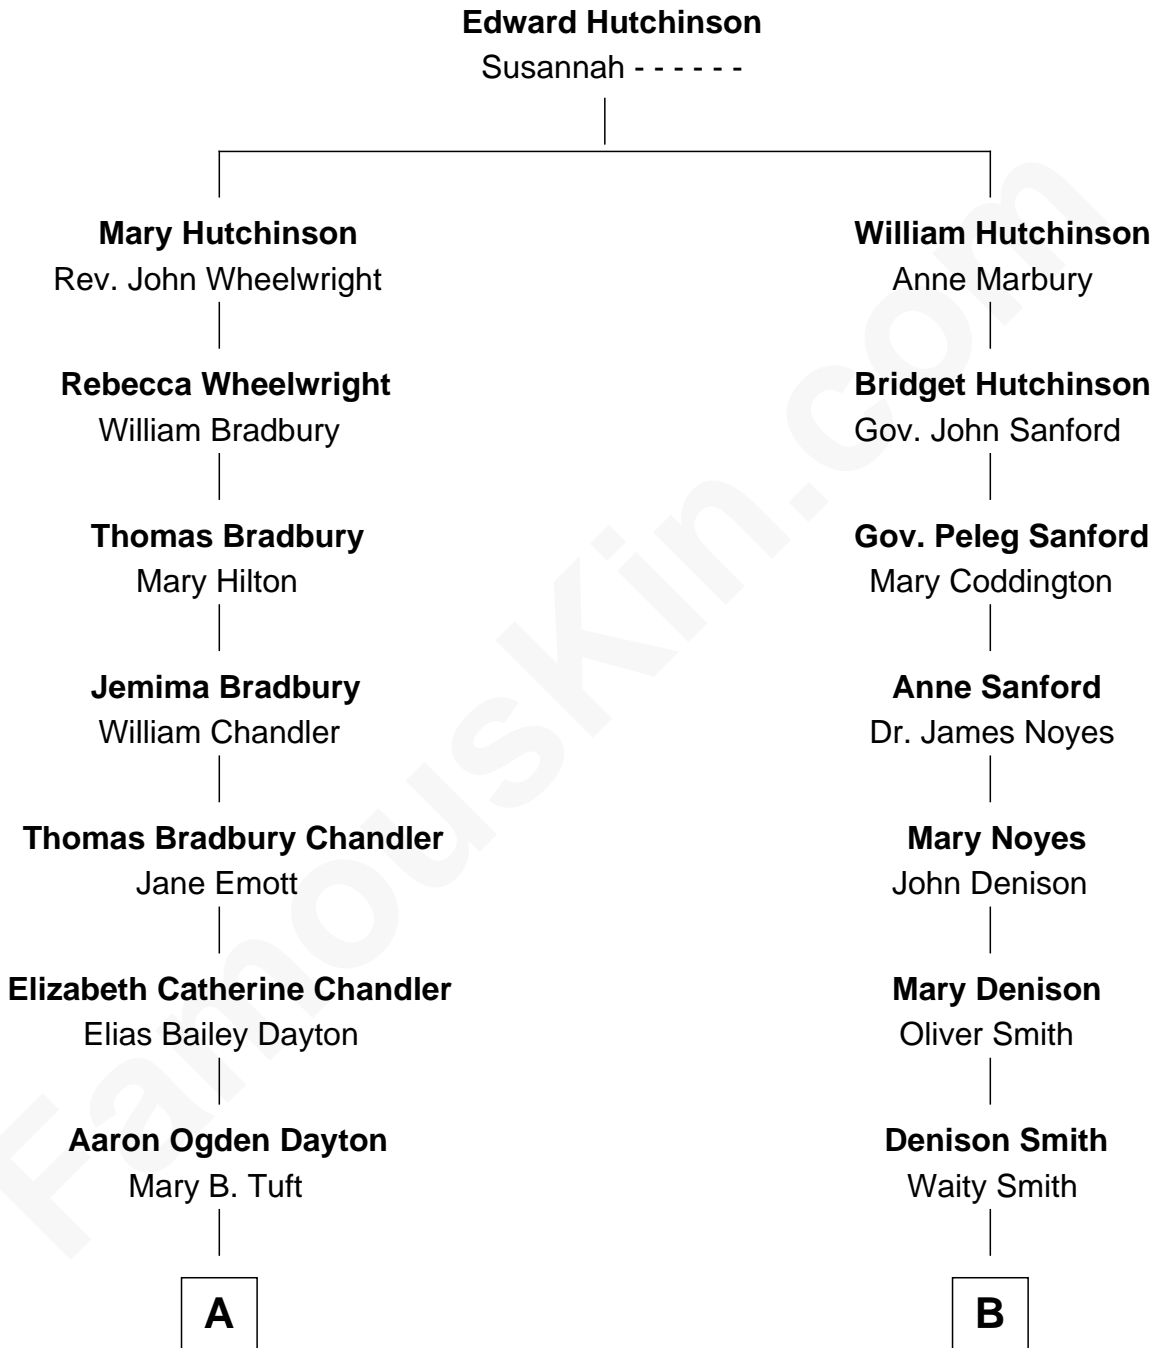 Edward Hutchinson
Susannah - - - - - -
Mary Hutchinson
Rev. John Wheelwright
William Hutchinson
Anne Marbury
Rebecca Wheelwright
William Bradbury
Bridget Hutchinson
Gov. John Sanford
Thomas Bradbury
Mary Hilton
Gov. Peleg Sanford
Mary Coddington
Jemima Bradbury
William Chandler
Anne Sanford
Dr. James Noyes
Thomas Bradbury Chandler
Jane Emott
Mary Noyes
John Denison
Elizabeth Catherine Chandler
Elias Bailey Dayton
Mary Denison
Oliver Smith
Aaron Ogden Dayton
Mary B. Tuft
Denison Smith
Waity Smith
A
B
FamousKin.com